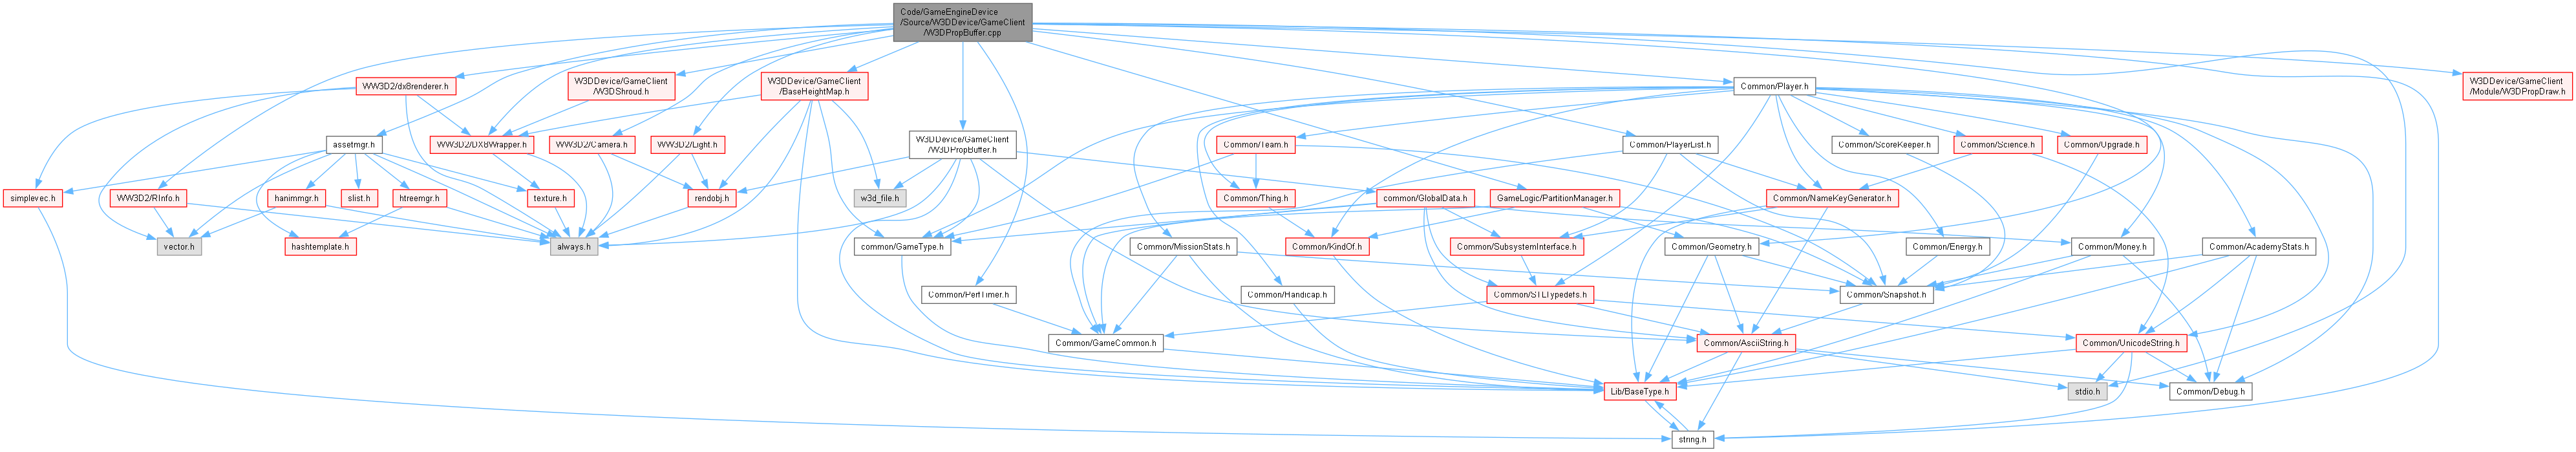 Code/GameEngineDevice
/Source/W3DDevice/GameClient
/W3DPropBuffer.cpp
WW3D2/dx8renderer.h
W3DDevice/GameClient
/W3DShroud.h
W3DDevice/GameClient
/BaseHeightMap.h
Common/Player.h
W3DDevice/GameClient
/Module/W3DPropDraw.h
assetmgr.h
WW3D2/DX8Wrapper.h
WW3D2/Camera.h
WW3D2/Light.h
W3DDevice/GameClient
/W3DPropBuffer.h
Common/Team.h
Common/PlayerList.h
Common/ScoreKeeper.h
Common/Science.h
Common/Upgrade.h
simplevec.h
WW3D2/RInfo.h
hanimmgr.h
slist.h
htreemgr.h
texture.h
rendobj.h
w3d_file.h
Common/Thing.h
common/GlobalData.h
GameLogic/PartitionManager.h
Common/NameKeyGenerator.h
vector.h
hashtemplate.h
always.h
common/GameType.h
Common/MissionStats.h
Common/KindOf.h
Common/SubsystemInterface.h
Common/Geometry.h
Common/Energy.h
Common/Money.h
Common/AcademyStats.h
Common/PerfTimer.h
Common/Handicap.h
Common/STLTypedefs.h
Common/Snapshot.h
Common/GameCommon.h
Common/AsciiString.h
Common/UnicodeString.h
Lib/BaseType.h
stdio.h
Common/Debug.h
string.h